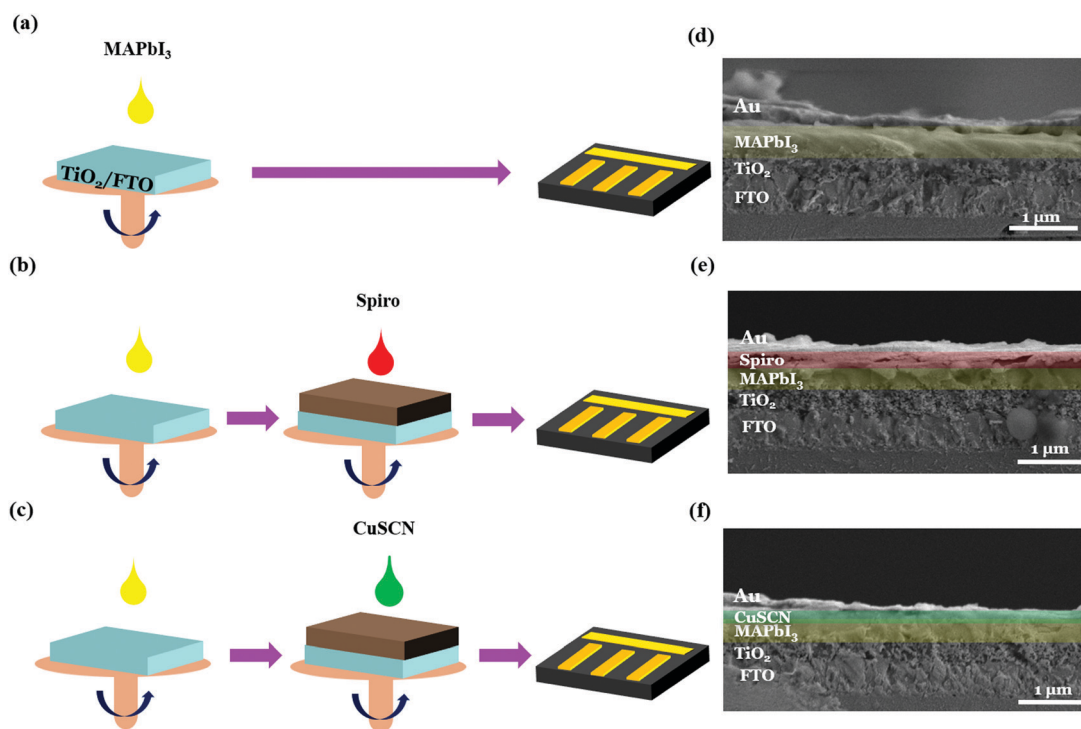 (a)
MAPbI₃
TiO₂/FTO
(d)
Au
MAPbI₃
TiO₂
FTO
1 μm
(b)
Spiro
(e)
Au
Spiro
MAPbI₃
TiO₂
FTO
1 μm
(c)
CuSCN
(f)
Au
CuSCN
MAPbI₃
TiO₂
FTO
1 μm